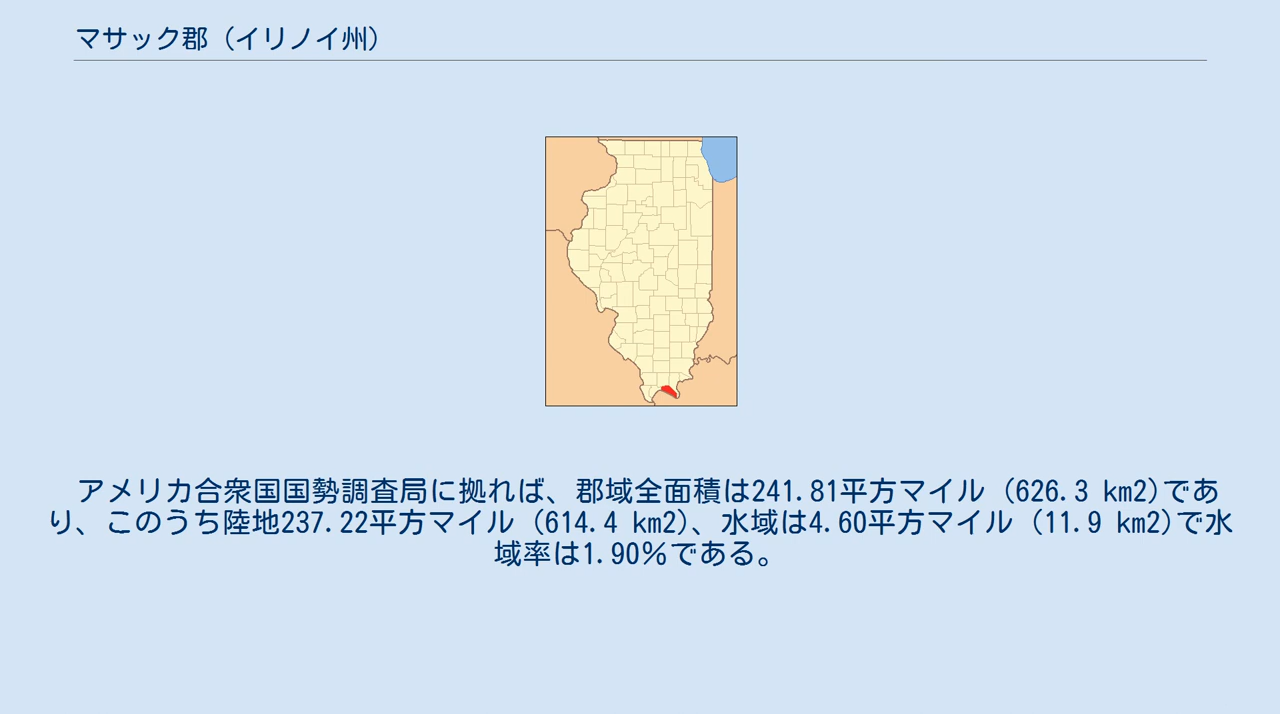 マサック郡（イリノイ州）
アメリカ合衆国国勢調査局に拠れば、郡域全面積は241.81平方マイル (626.3 km2)であ
り、このうち陸地237.22平方マイル (614.4 km2)、水域は4.60平方マイル (11.9 km2)で水
域率は1.90％である。